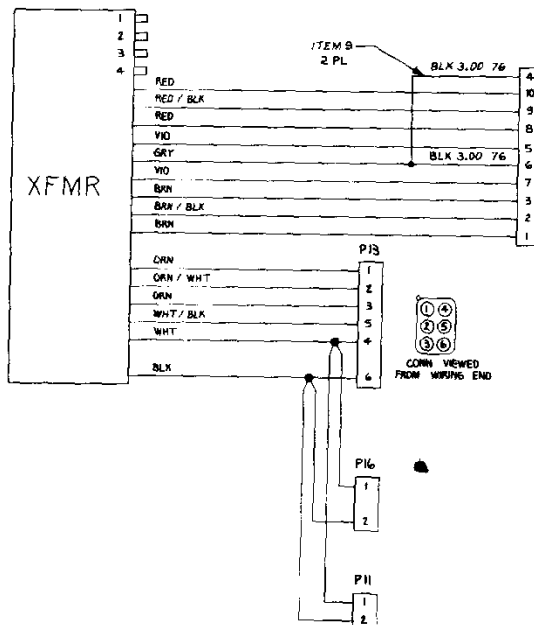 1
2
3
4
ITEM 9
2 PL
BLK 3.00 76
4
RED
10
RED / BLK
9
RED
8
VIO
5
GRY
BLK 3.00 76
6
VIO
7
BRN
3
BRN / BLK
2
BRN
1
XFMR
P13
ORN
1
ORN / WHT
2
ORN
3
WHT / BLK
5
WHT
4
BLK
6
1 4
2 5
3 6
CONN VIEWED
FROM WIRING END
P16
1
2
P11
1
2